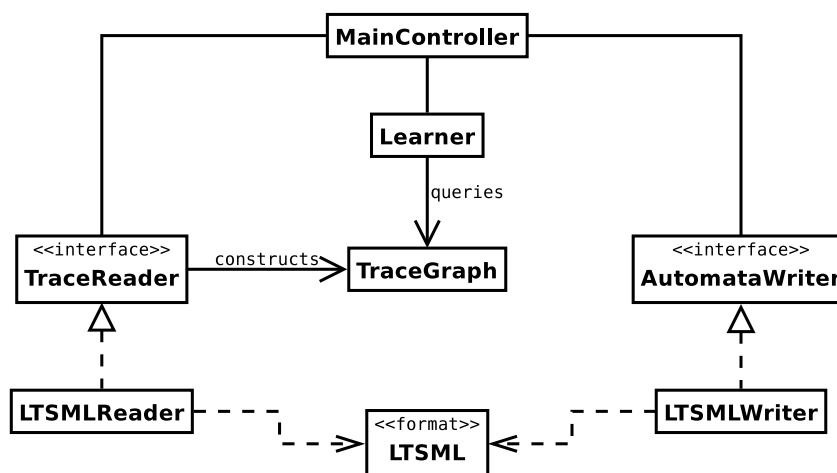 MainController
Learner
queries
<<interface>>
TraceReader
constructs
TraceGraph
<<interface>>
AutomataWriter
LTSMLReader
<<format>>
LTSML
LTSMLWriter